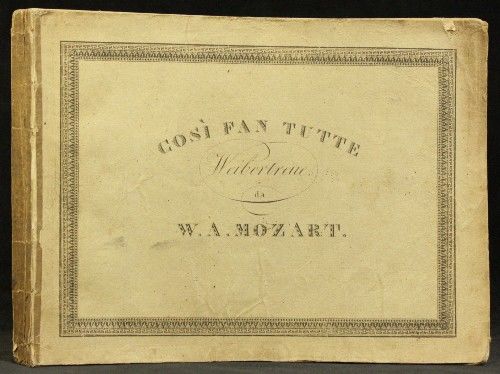 COSÌ FAN TUTTE
Weibertreue
da
W. A. MOZART.